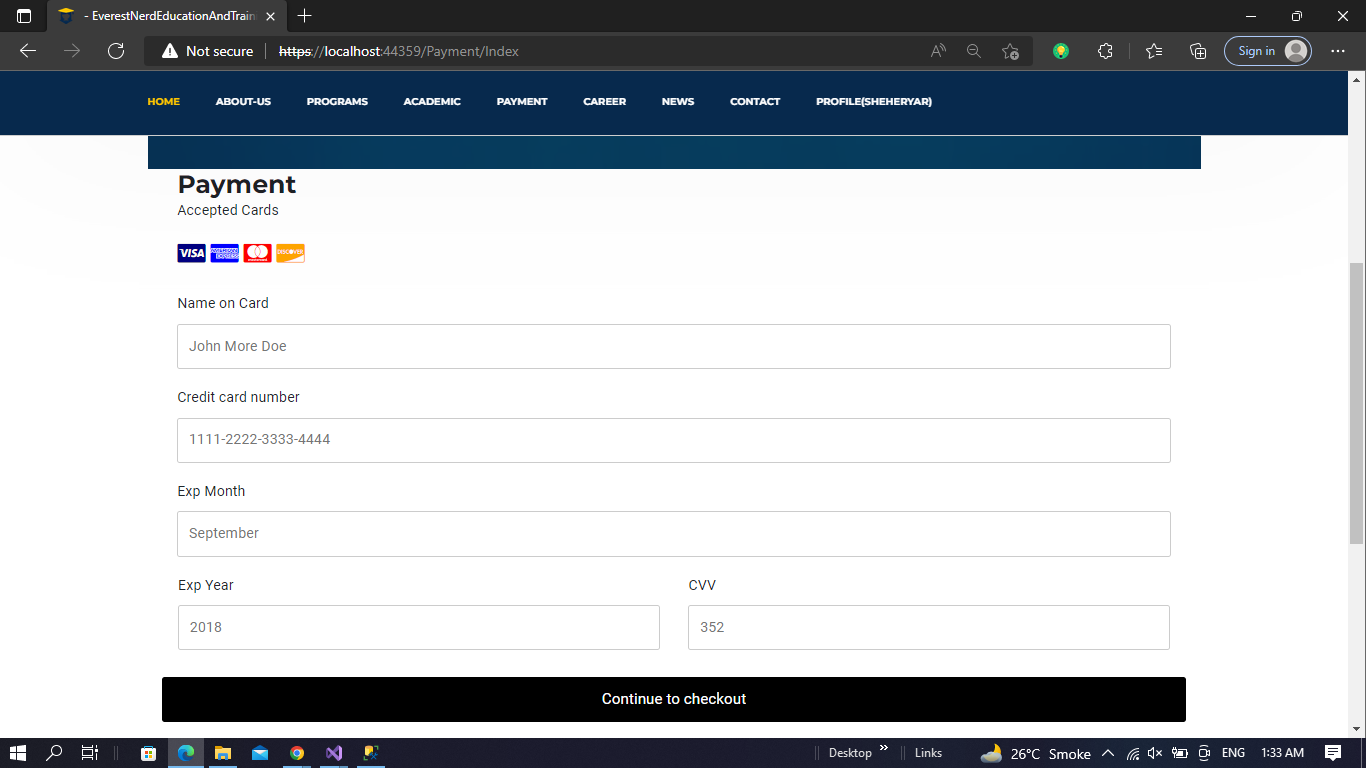 - EverestNerdEducationAndTrain
Not secure
https://localhost:44359/Payment/Index
Sign in
HOME ABOUT-US PROGRAMS ACADEMIC PAYMENT CAREER NEWS CONTACT PROFILE(SHEHERYAR)
Payment
Accepted Cards
VISA AMERICAN EXPRESS DISCOVER
Name on Card
John More Doe
Credit card number
1111-2222-3333-4444
Exp Month
September
Exp Year CVV
2018 352
Continue to checkout
Desktop Links 26°C Smoke ENG 1:33 AM